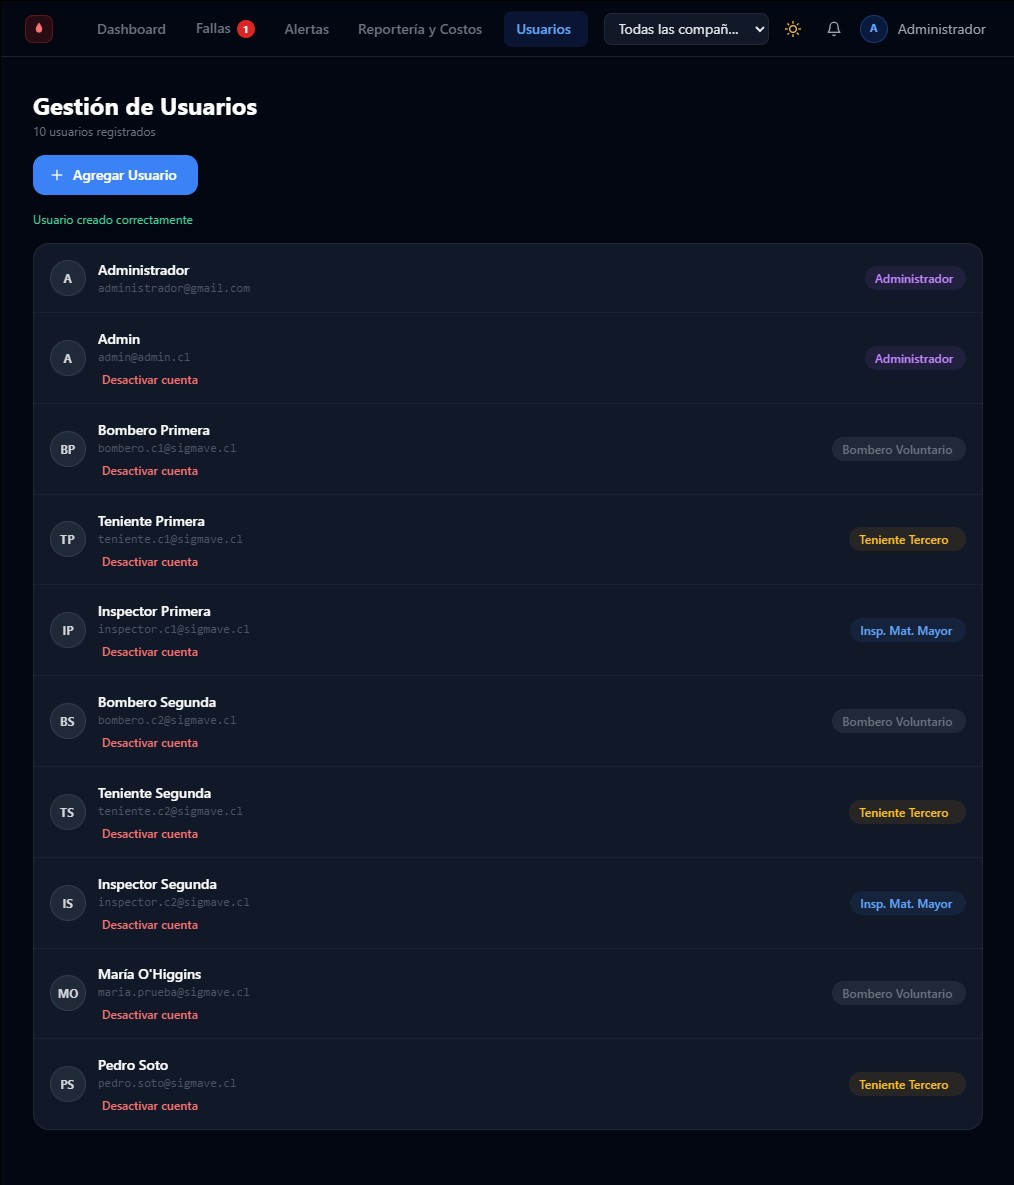 Dashboard Fallas 1 Alertas Reportería y Costos Usuarios Todas las compañ... A Administrador
Gestión de Usuarios
10 usuarios registrados
+ Agregar Usuario
Usuario creado correctamente
A Administrador Administrador
administrador@gmail.com
A Admin Administrador
admin@admin.cl
Desactivar cuenta
BP Bombero Primera Bombero Voluntario
bombero.c1@sigmave.cl
Desactivar cuenta
TP Teniente Primera Teniente Tercero
teniente.c1@sigmave.cl
Desactivar cuenta
IP Inspector Primera Insp. Mat. Mayor
inspector.c1@sigmave.cl
Desactivar cuenta
BS Bombero Segunda Bombero Voluntario
bombero.c2@sigmave.cl
Desactivar cuenta
TS Teniente Segunda Teniente Tercero
teniente.c2@sigmave.cl
Desactivar cuenta
IS Inspector Segunda Insp. Mat. Mayor
inspector.c2@sigmave.cl
Desactivar cuenta
MO María O'Higgins Bombero Voluntario
maria.prueba@sigmave.cl
Desactivar cuenta
PS Pedro Soto Teniente Tercero
pedro.soto@sigmave.cl
Desactivar cuenta